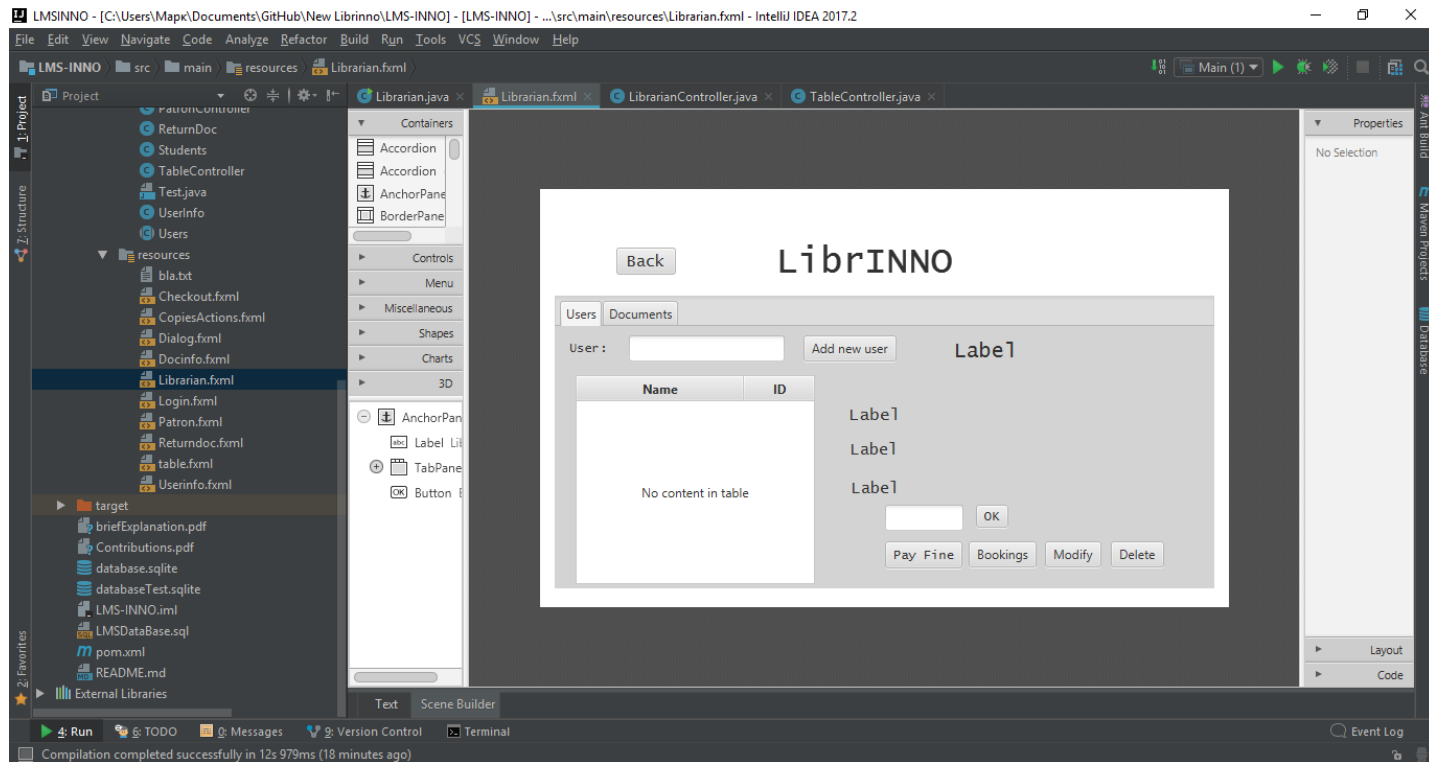 LMSINNO - [C:\Users\Марк\Documents\GitHub\New Librinno\LMS-INNO] - [LMS-INNO] - ...\src\main\resources\Librarian.fxml - IntelliJ IDEA 2017.2
File Edit View Navigate Code Analyze Refactor Build Run Tools VCS Window Help
LMS-INNO src main resources Librarian.fxml Main (1)
Project Librarian.java Librarian.fxml LibrarianController.java TableController.java
1: Project
7: Structure
2: Favorites
PatronController
ReturnDoc
Students
TableController
Test.java
UserInfo
Users
resources
bla.txt
Checkout.fxml
CopiesActions.fxml
Dialog.fxml
Docinfo.fxml
Librarian.fxml
Login.fxml
Patron.fxml
Returndoc.fxml
table.fxml
Userinfo.fxml
target
briefExplanation.pdf
Contributions.pdf
database.sqlite
databaseTest.sqlite
LMS-INNO.iml
LMSDataBase.sql
pom.xml
README.md
External Libraries
Containers
Accordion
Accordion
AnchorPane
BorderPane
Controls
Menu
Miscellaneous
Shapes
Charts
3D
AnchorPan
abc Label Li
TabPane
OK Button
Back LibrINNO
Users Documents
User: Add new user Label
Name ID
Label
Label
No content in table Label
OK
Pay Fine Bookings Modify Delete
Properties
No Selection
Layout
Code
Ant Build
Maven Projects
Database
Text Scene Builder
4: Run 6: TODO 0: Messages 9: Version Control Terminal Event Log
Compilation completed successfully in 12s 979ms (18 minutes ago)